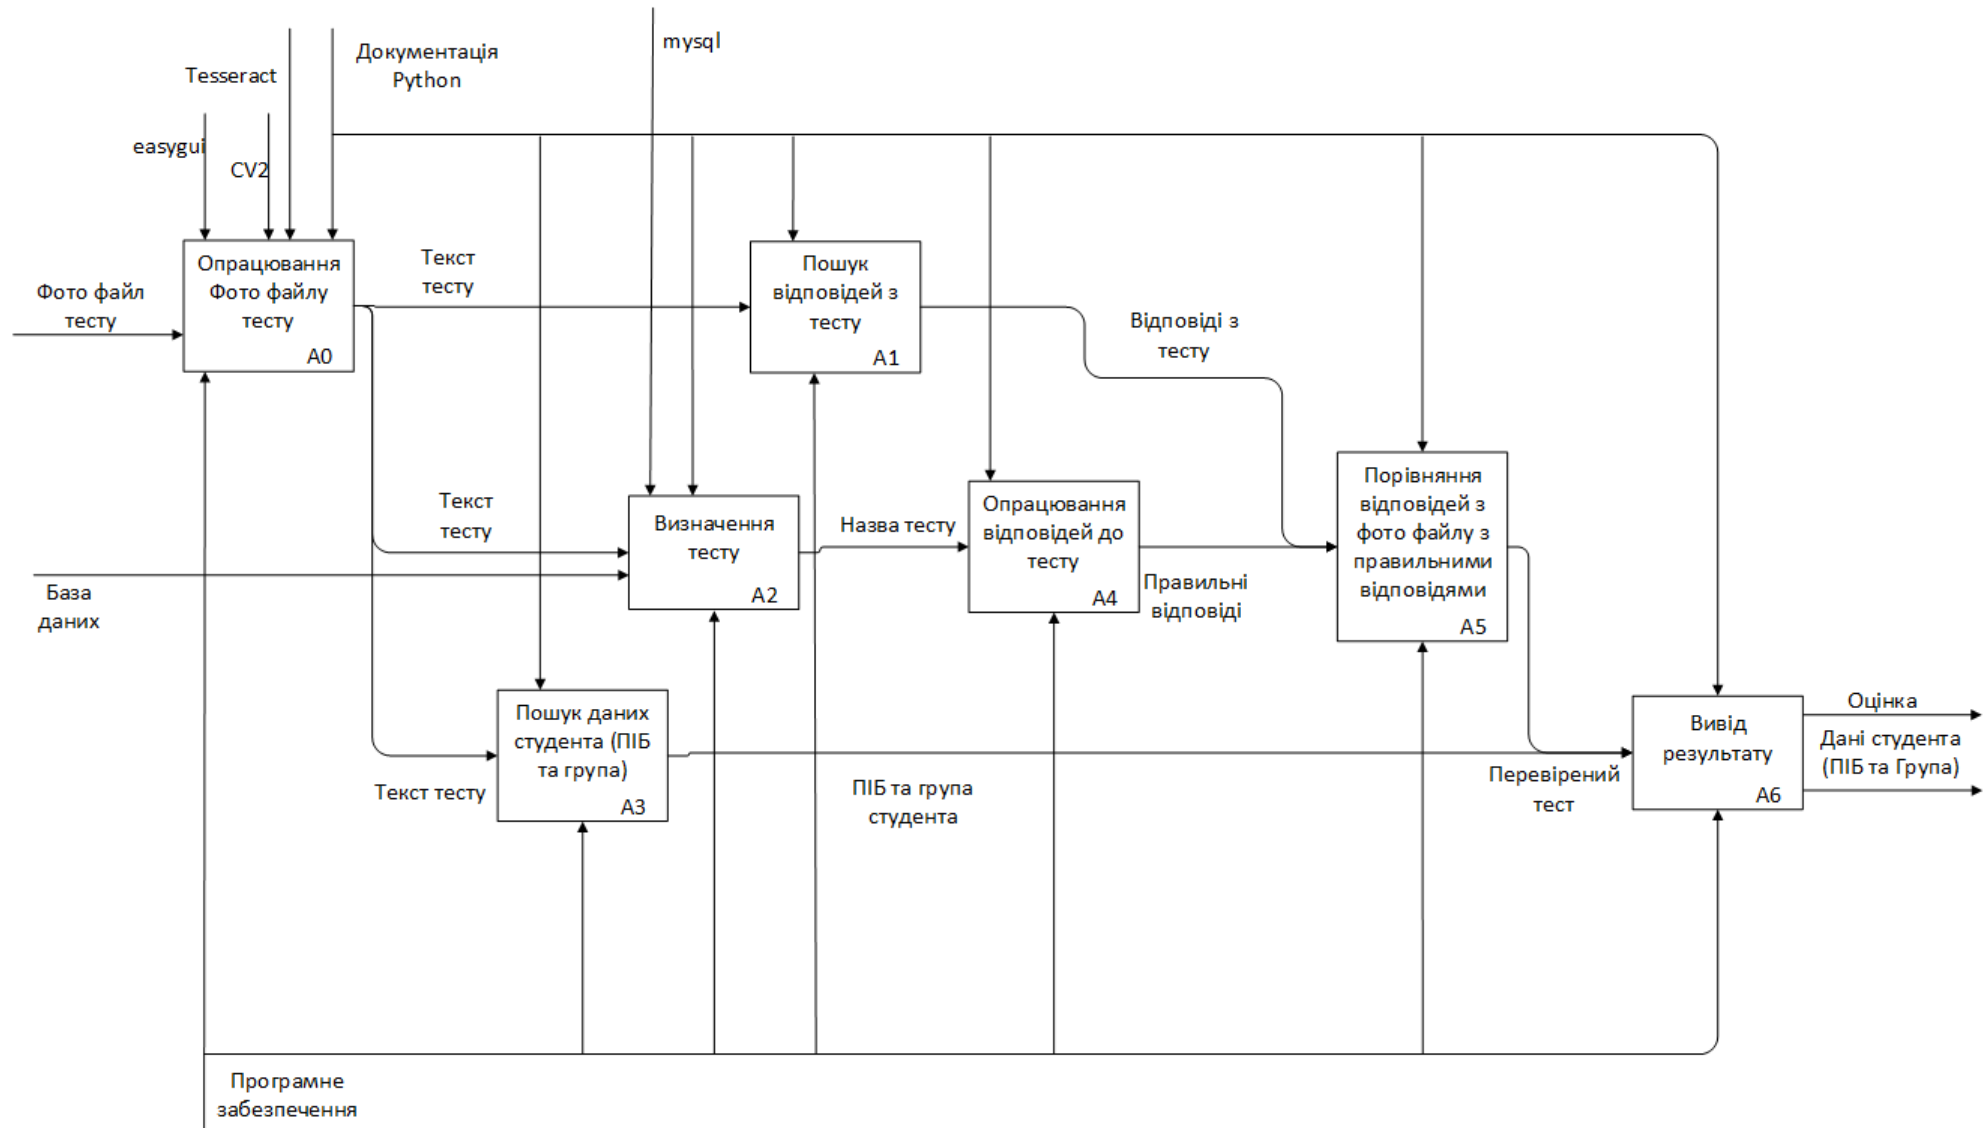 mysql
Документація
Python
Tesseract
easygui
CV2
Фото файл
тесту
Опрацювання
Фото файлу
тесту
A0
Текст
тесту
Пошук
відповідей з
тесту
A1
Відповіді з
тесту
Текст
тесту
База
даних
Визначення
тесту
A2
Назва тесту
Опрацювання
відповідей до
тесту
A4
Правильні
відповіді
Порівняння
відповідей з
фото файлу з
правильними
відповідями
A5
Текст тесту
Пошук даних
студента (ПІБ
та група)
A3
ПІБ та група
студента
Перевірений
тест
Вивід
результату
A6
Оцінка
Дані студента
(ПІБ та Група)
Програмне
забезпечення